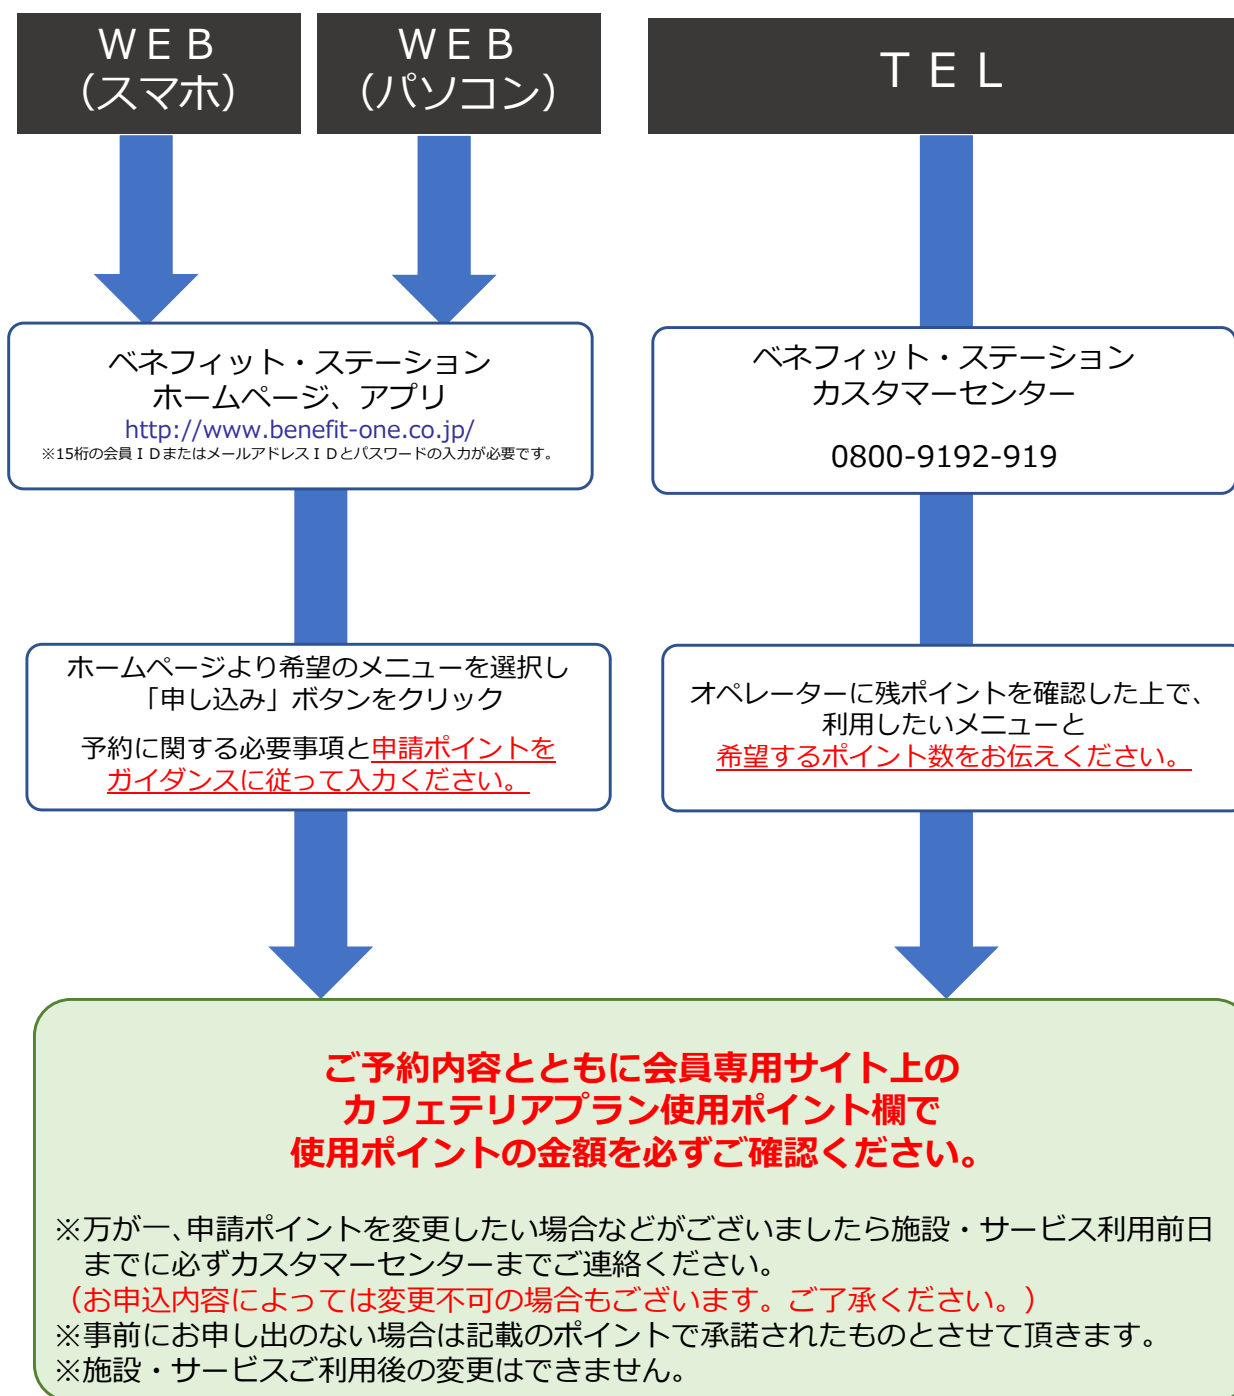 ＷＥＢ
（スマホ）
ＷＥＢ
（パソコン）
ＴＥＬ
ベネフィット・ステーション
ホームページ、アプリ
http://www.benefit-one.co.jp/
※15桁の会員ＩＤまたはメールアドレスＩＤとパスワードの入力が必要です。
ベネフィット・ステーション
カスタマーセンター
0800-9192-919
ホームページより希望のメニューを選択し
「申し込み」ボタンをクリック
予約に関する必要事項と申請ポイントを
ガイダンスに従って入力ください。
オペレーターに残ポイントを確認した上で、
利用したいメニューと
希望するポイント数をお伝えください。
ご予約内容とともに会員専用サイト上の
カフェテリアプラン使用ポイント欄で
使用ポイントの金額を必ずご確認ください。
※万が一、申請ポイントを変更したい場合などがございましたら施設・サービス利用前日
までに必ずカスタマーセンターまでご連絡ください。
（お申込内容によっては変更不可の場合もございます。ご了承ください。）
※事前にお申し出のない場合は記載のポイントで承諾されたものとさせて頂きます。
※施設・サービスご利用後の変更はできません。